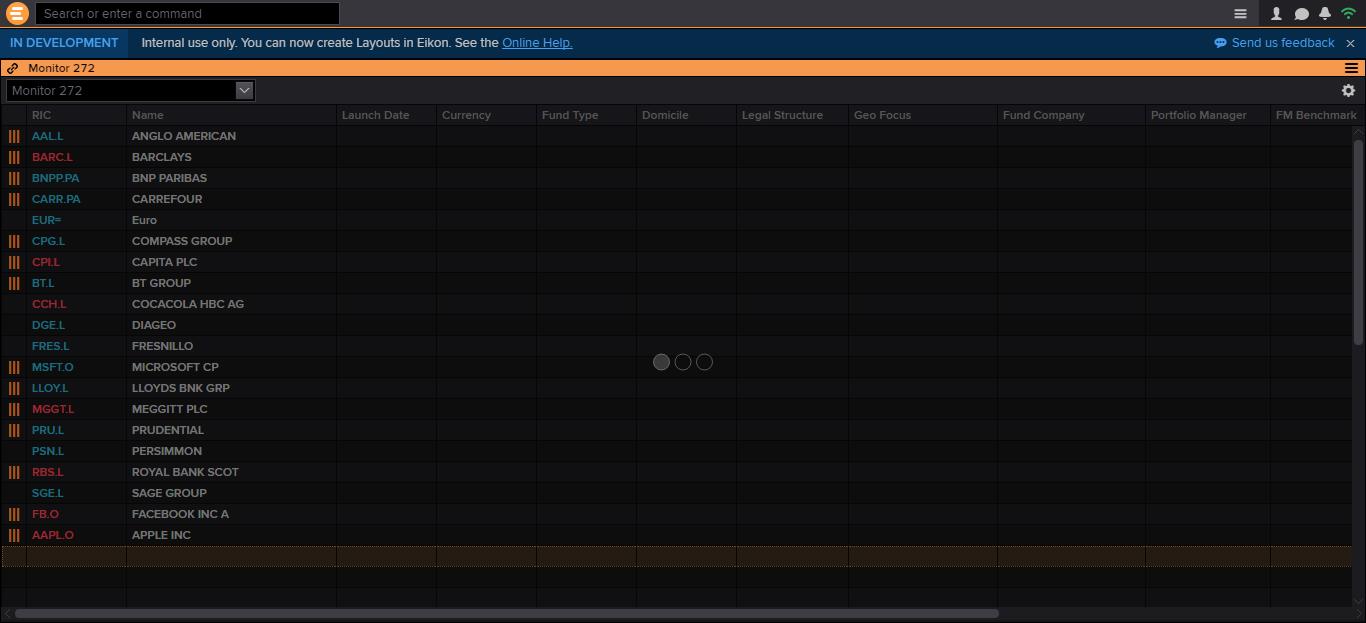 Search or enter a command
IN DEVELOPMENT Internal use only. You can now create Layouts in Eikon. See the Online Help. Send us feedback
Monitor 272
Monitor 272
RIC Name Launch Date Currency Fund Type Domicile Legal Structure Geo Focus Fund Company Portfolio Manager FM Benchmark
AAL.L ANGLO AMERICAN
BARC.L BARCLAYS
BNPP.PA BNP PARIBAS
CARR.PA CARREFOUR
EUR= Euro
CPG.L COMPASS GROUP
CPI.L CAPITA PLC
BT.L BT GROUP
CCH.L COCACOLA HBC AG
DGE.L DIAGEO
FRES.L FRESNILLO
MSFT.O MICROSOFT CP
LLOY.L LLOYDS BNK GRP
MGGT.L MEGGITT PLC
PRU.L PRUDENTIAL
PSN.L PERSIMMON
RBS.L ROYAL BANK SCOT
SGE.L SAGE GROUP
FB.O FACEBOOK INC A
AAPL.O APPLE INC